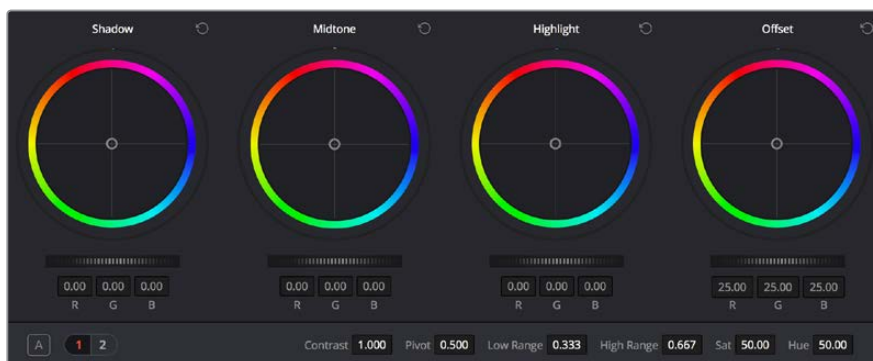 Shadow Midtone Highlight Offset
0.00 0.00 0.00 0.00 0.00 0.00 0.00 0.00 0.00 25.00 25.00 25.00
R G B R G B R G B R G B
A 1 2 Contrast 1.000 Pivot 0.500 Low Range 0.333 High Range 0.667 Sat 50.00 Hue 50.00